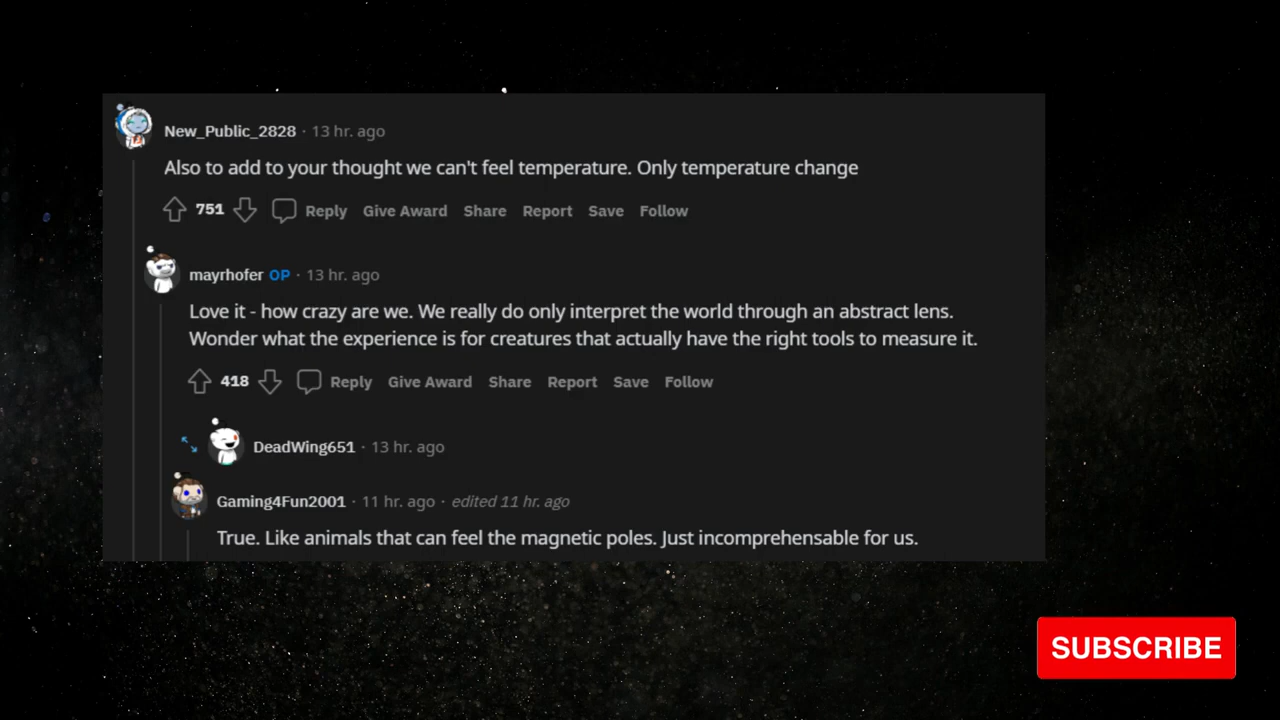 New_Public_2828 · 13 hr. ago
Also to add to your thought we can't feel temperature. Only temperature change
751 Reply Give Award Share Report Save Follow
mayrhofer OP · 13 hr. ago
Love it - how crazy are we. We really do only interpret the world through an abstract lens.
Wonder what the experience is for creatures that actually have the right tools to measure it.
418 Reply Give Award Share Report Save Follow
DeadWing651 · 13 hr. ago
Gaming4Fun2001 · 11 hr. ago · edited 11 hr. ago
True. Like animals that can feel the magnetic poles. Just incomprehensable for us.
SUBSCRIBE